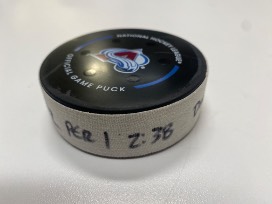 NATIONAL HOCKEY LEAGUE
OFFICIAL GAME PUCK
PER 1 2:38